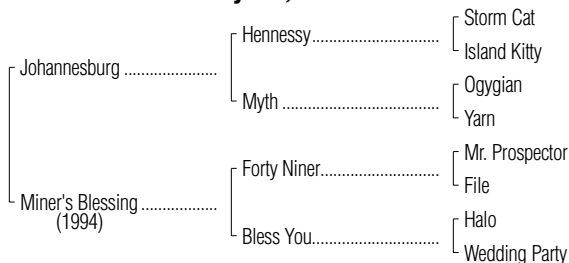 Storm Cat
Hennessy
Island Kitty
Johannesburg
Ogygian
Myth
Yarn
Mr. Prospector
Forty Niner
File
Miner's Blessing
(1994)
Halo
Bless You
Wedding Party